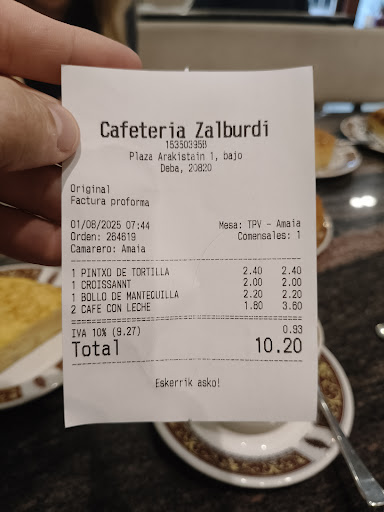 Cafeteria Zalburdi
15350395B
Plaza Arakistain 1, bajo
Deba, 20820
Original
Factura proforma
01/08/2025 07:44 Mesa: TPV - Amaia
Orden: 264619 Comensales: 1
Camarero: Amaia
1 PINTXO DE TORTILLA 2.40 2.40
1 CROISSANNT 2.00 2.00
1 BOLLO DE MANTEQUILLA 2.20 2.20
2 CAFE CON LECHE 1.80 3.60
IVA 10% (9.27) 0.93
Total 10.20
Eskerrik asko!